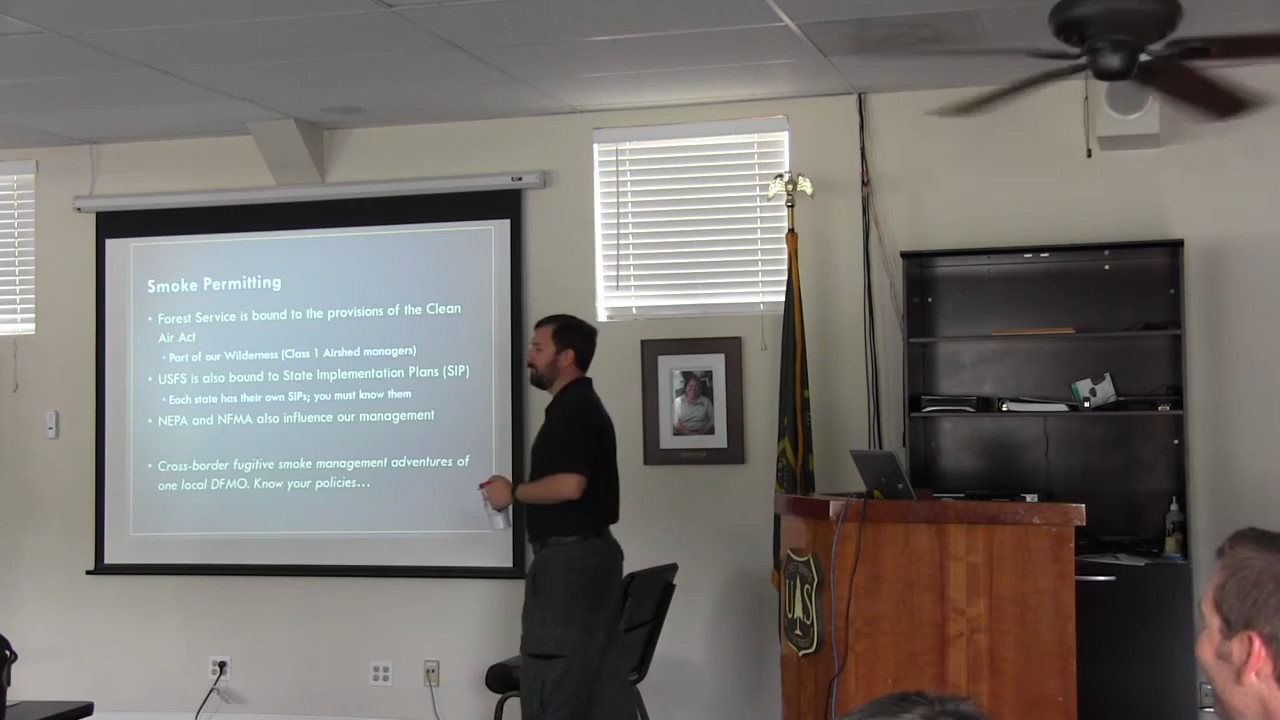 Smoke Permitting
• Forest Service is bound to the provisions of the Clean
Air Act
• Part of our Wilderness (Class 1 Airshed managers)
• USFS is also bound to State Implementation Plans (SIP)
• Each state has their own SIPs; you must know them
• NEPA and NFMA also influence our management
• Cross-border fugitive smoke management adventures of
one local DFMO. Know your policies...
U S